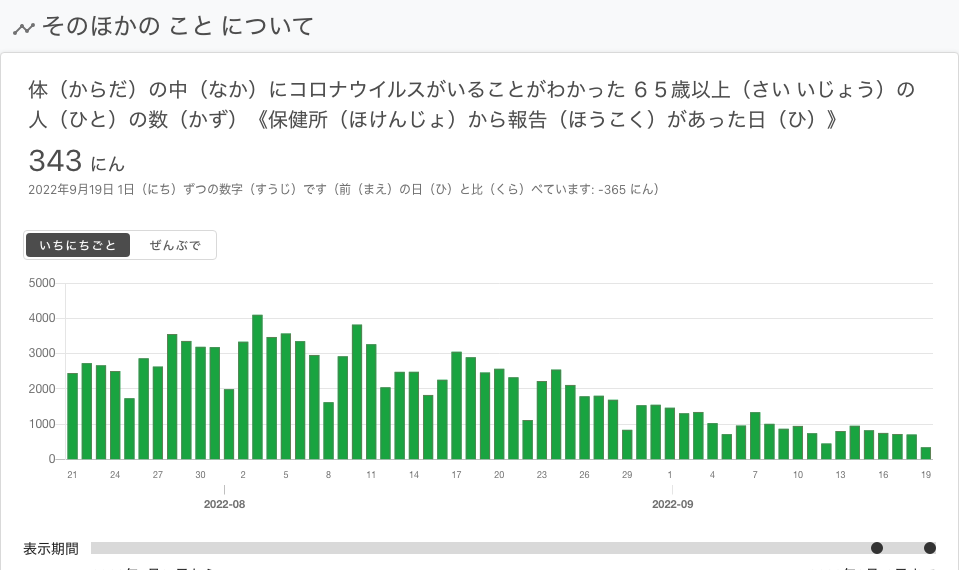 そのほかの こと について
体（からだ）の中（なか）にコロナウイルスがいることがわかった ６５歳以上（さい いじょう）の
人（ひと）の数（かず）《保健所（ほけんじょ）から報告（ほうこく）があった日（ひ）》
343 にん
2022年9月19日 1日（にち）ずつの数字（すうじ）です（前（まえ）の日（ひ）と比（くら）べています: -365 にん）
いちにちごと ぜんぶで
5000
4000
3000
2000
1000
0
21 24 27 30 2 5 8 11 14 17 20 23 26 29 1 4 7 10 13 16 19
2022-08 2022-09
表示期間